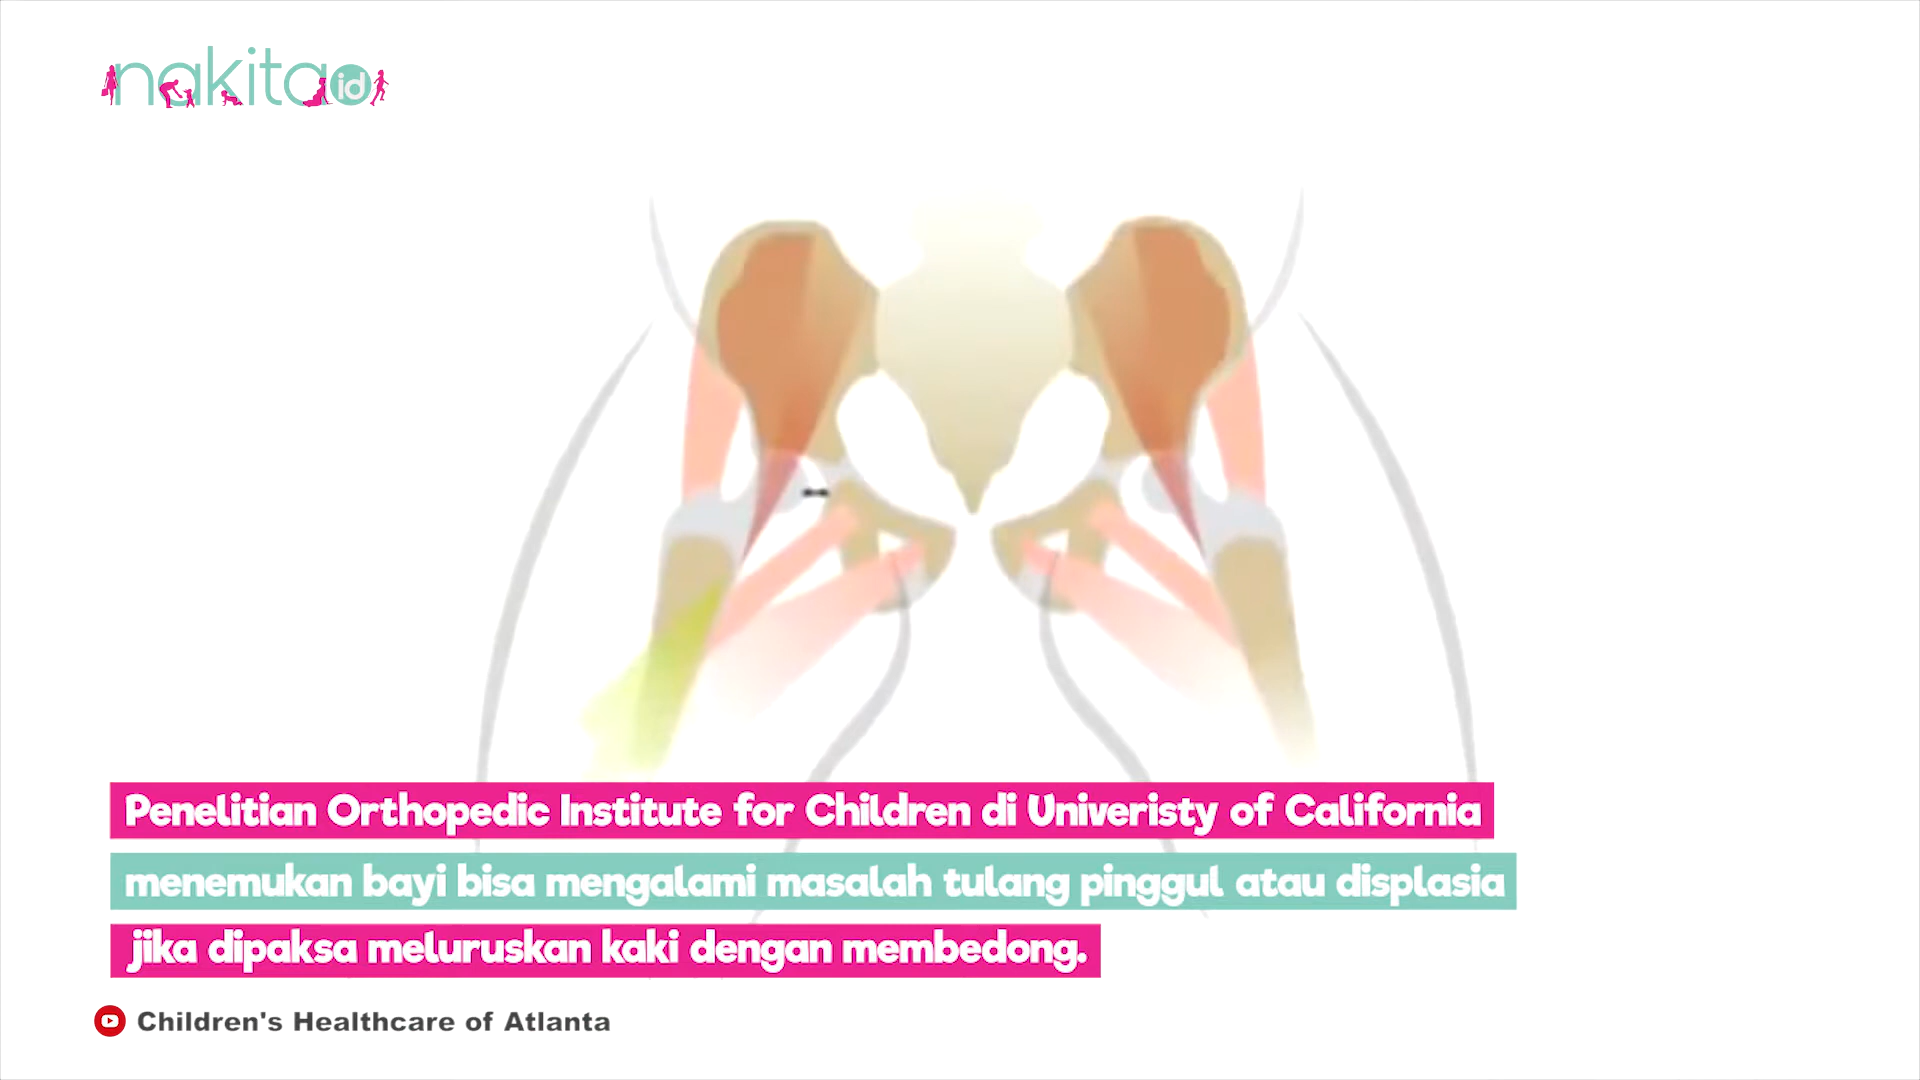 nakita id
Penelitian Orthopedic Institute for Children di Univeristy of California
menemukan bayi bisa mengalami masalah tulang pinggul atau displasia
jika dipaksa meluruskan kaki dengan membedong.
Children's Healthcare of Atlanta